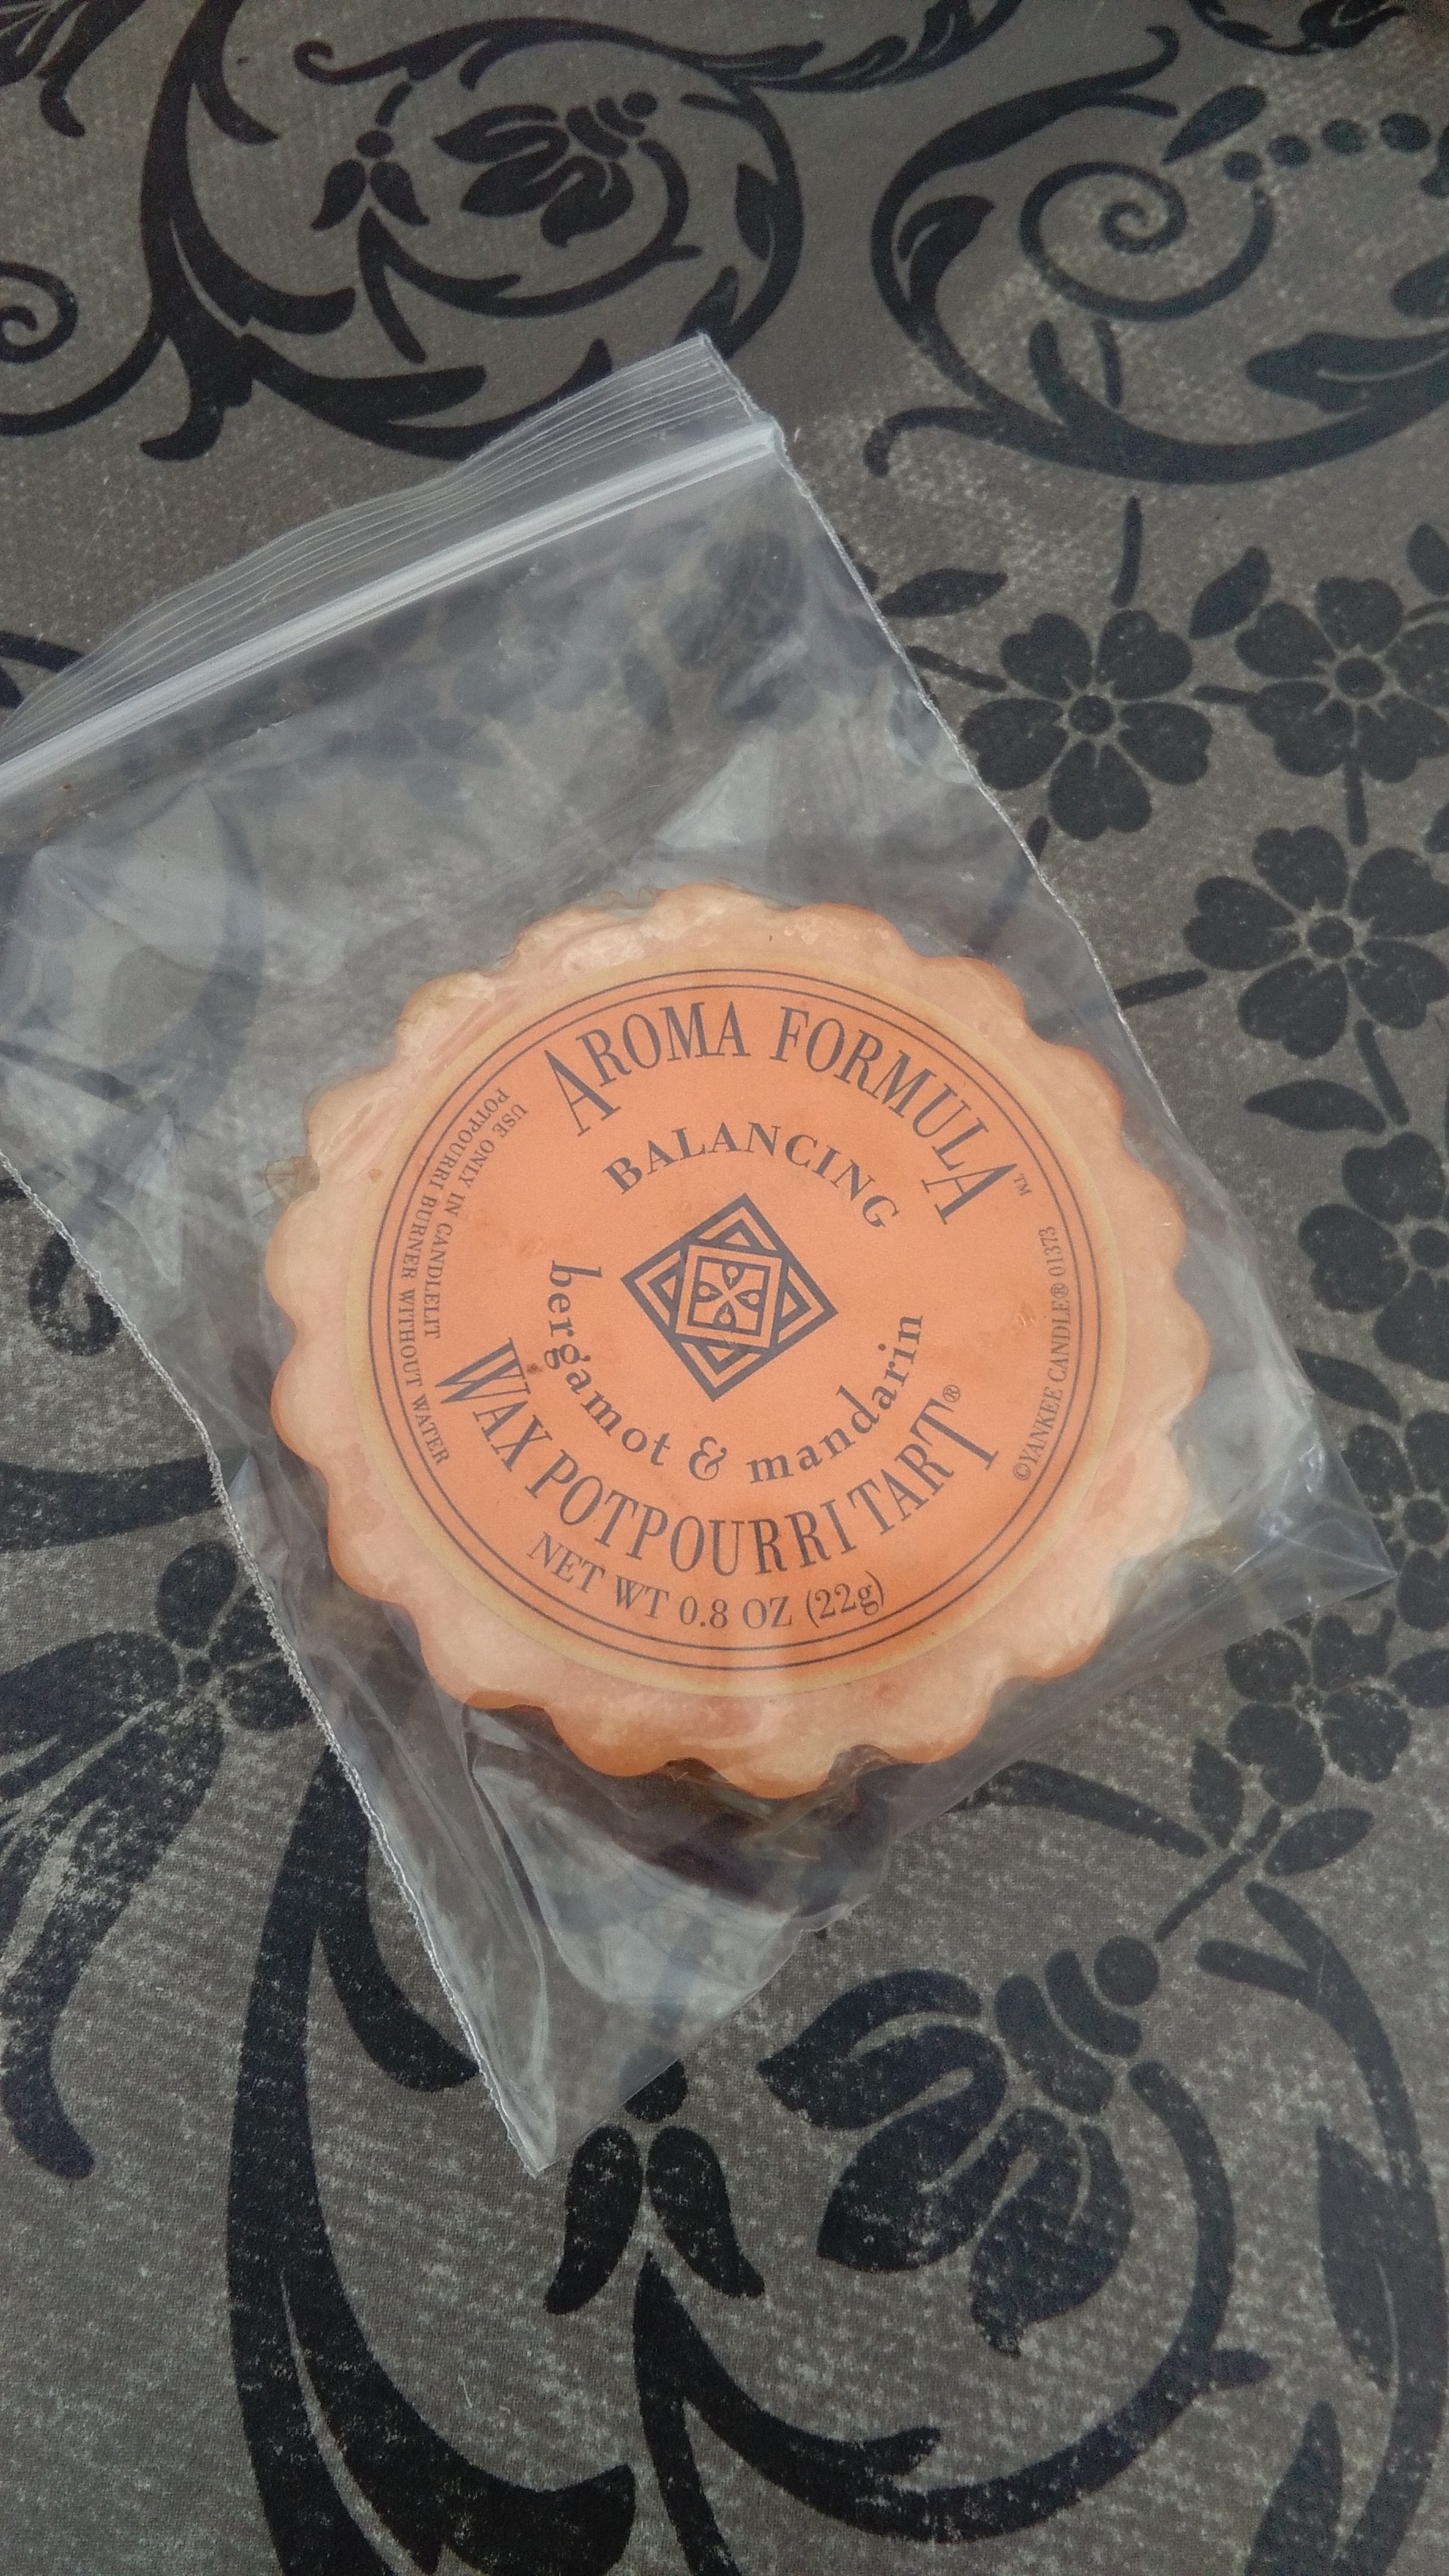 AROMA FORMULA™
BALANCING
bergamot & mandarin
WAX POTPOURRI TART®
NET WT 0.8 OZ (22g)
USE ONLY IN CANDLELIT
POTPOURRI BURNER WITHOUT WATER
©YANKEE CANDLE® 01373